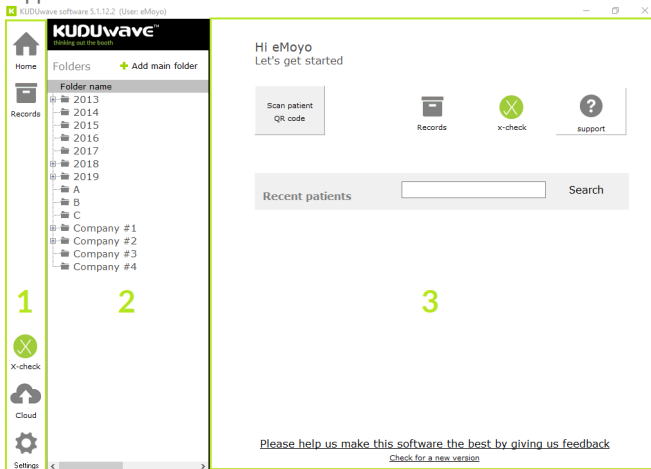 KUDUwave software 5.1.12.2 (User: eMoyo)
Home
Records
1
X-check
Cloud
Settings
KUDUwave™
thinking out the booth
Folders + Add main folder
Folder name
2013
2014
2015
2016
2017
2018
2019
A
B
C
Company #1
Company #2
Company #3
Company #4
2
Hi eMoyo
Let's get started
Scan patient
QR code
Records
x-check
?
support
Recent patients
Search
3
Please help us make this software the best by giving us feedback
Check for a new version